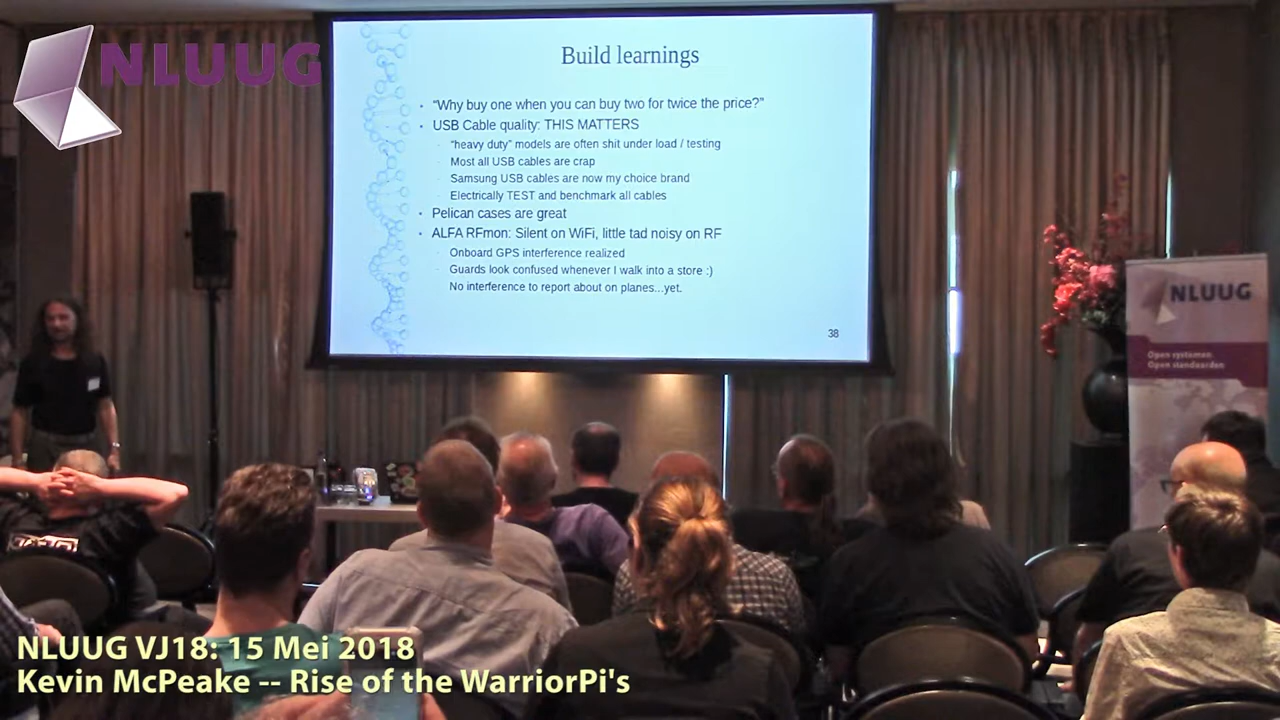 NLUUG
Build learnings
"Why buy one when you can buy two for twice the price?"
USB Cable quality: THIS MATTERS
"heavy duty" models are often shit under load / testing
Most all USB cables are crap
Samsung USB cables are now my choice brand
Electrically TEST and benchmark all cables
Pelican cases are great
ALFA RFmon: Silent on WiFi, little tad noisy on RF
Onboard GPS interference realized
Guards look confused whenever I walk into a store :)
No interference to report about on planes...yet.
38
NLUUG
Open systemen
Open standaarden
NLUUG VJ18: 15 Mei 2018
Kevin McPeake -- Rise of the WarriorPi's